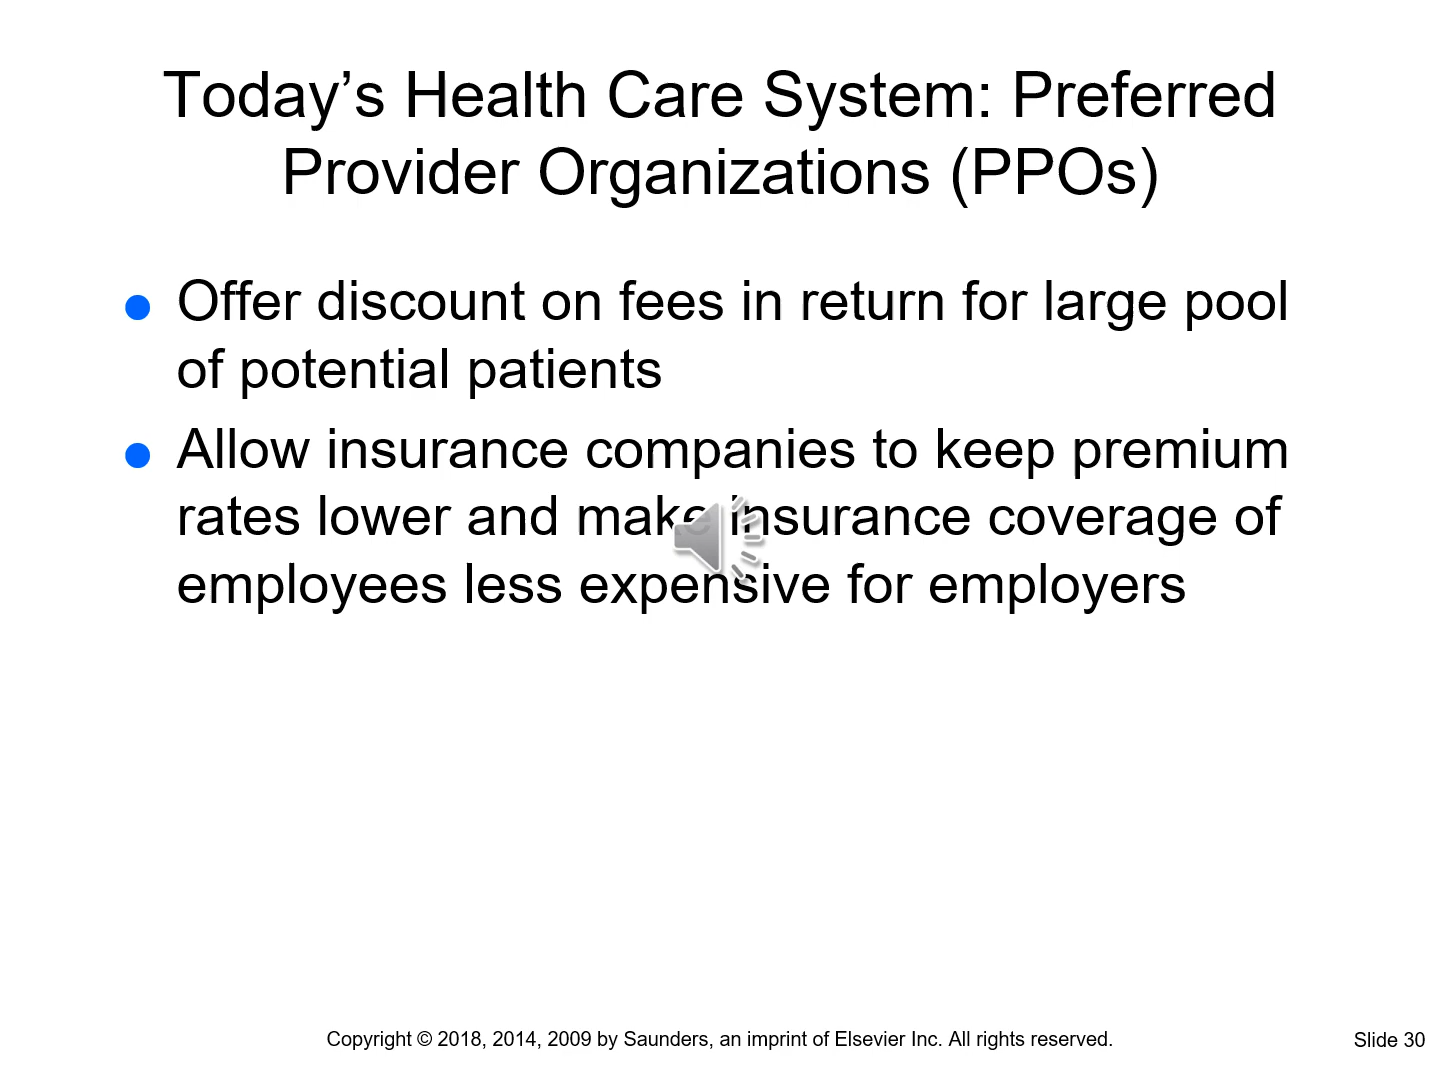 Today’s Health Care System: Preferred
Provider Organizations (PPOs)
Offer discount on fees in return for large pool
of potential patients
Allow insurance companies to keep premium
rates lower and make insurance coverage of
employees less expensive for employers
Copyright © 2018, 2014, 2009 by Saunders, an imprint of Elsevier Inc. All rights reserved.
Slide 30